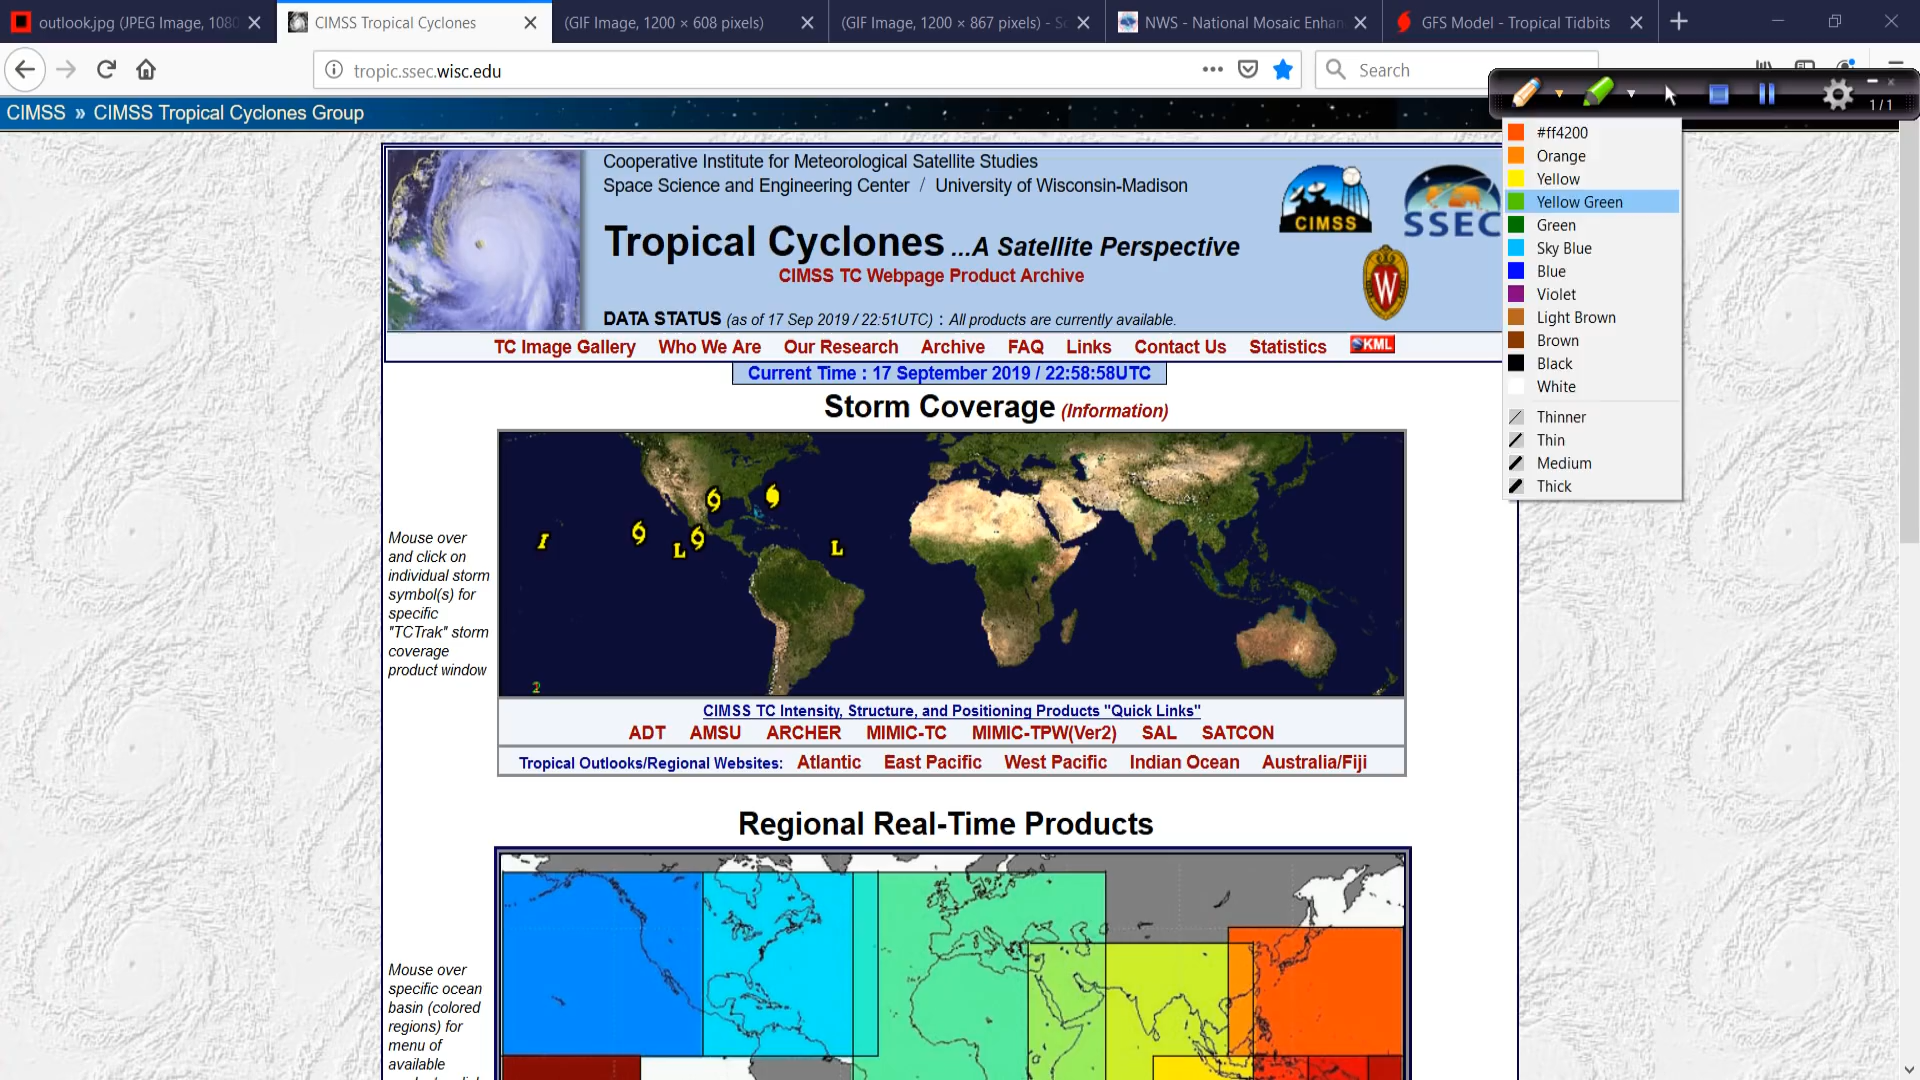 outlook.jpg (JPEG Image, 1080
CIMSS Tropical Cyclones
(GIF Image, 1200 × 608 pixels)
(GIF Image, 1200 × 867 pixels) - Sc
NWS - National Mosaic Enhan
GFS Model - Tropical Tidbits
tropic.ssec.wisc.edu
Search
1/1
CIMSS » CIMSS Tropical Cyclones Group
Cooperative Institute for Meteorological Satellite Studies
Space Science and Engineering Center / University of Wisconsin-Madison
Tropical Cyclones ...A Satellite Perspective
CIMSS TC Webpage Product Archive
DATA STATUS (as of 17 Sep 2019 / 22:51UTC) : All products are currently available.
CIMSS
SSEC
W
TC Image Gallery Who We Are Our Research Archive FAQ Links Contact Us Statistics KML
Current Time : 17 September 2019 / 22:58:58UTC
Storm Coverage (Information)
#ff4200
Orange
Yellow
Yellow Green
Green
Sky Blue
Blue
Violet
Light Brown
Brown
Black
White
Thinner
Thin
Medium
Thick
Mouse over
and click on
individual storm
symbol(s) for
specific
"TCTrak" storm
coverage
product window
I
L
L
2
CIMSS TC Intensity, Structure, and Positioning Products "Quick Links"
ADT AMSU ARCHER MIMIC-TC MIMIC-TPW(Ver2) SAL SATCON
Tropical Outlooks/Regional Websites: Atlantic East Pacific West Pacific Indian Ocean Australia/Fiji
Regional Real-Time Products
Mouse over
specific ocean
basin (colored
regions) for
menu of
available